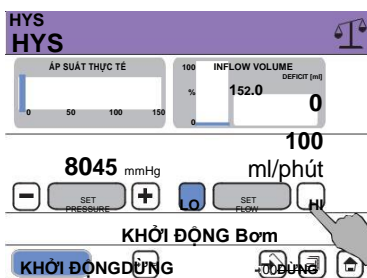 HYS
HYS
ÁP SUẤT THỰC TẾ
0 50 100 150
100 INFLOW VOLUME
DEFICIT [ml]
% 152.0
0
0
100
8045 mmHg ml/phút
SET PRESSURE
LO
SET FLOW
HI
KHỞI ĐỘNG Bơm
KHỞI ĐỘNG
DỪNG
DỪNG